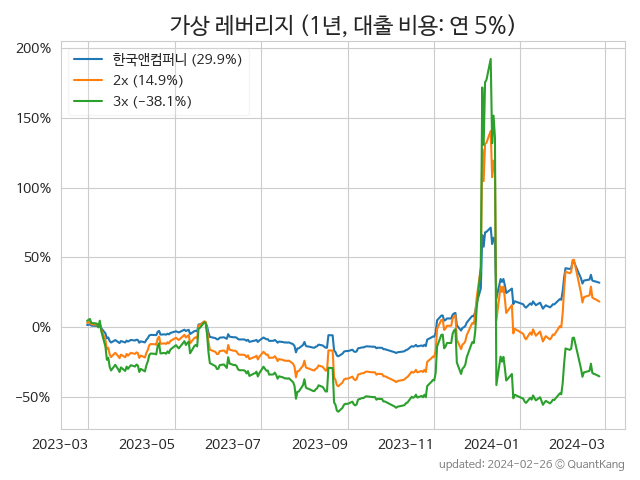 가상 레버리지 (1년, 대출 비용: 연 5%)
한국앤컴퍼니 (29.9%)
2x (14.9%)
3x (-38.1%)
200%
150%
100%
50%
0%
-50%
2023-03 2023-05 2023-07 2023-09 2023-11 2024-01 2024-03
updated: 2024-02-26 © QuantKang